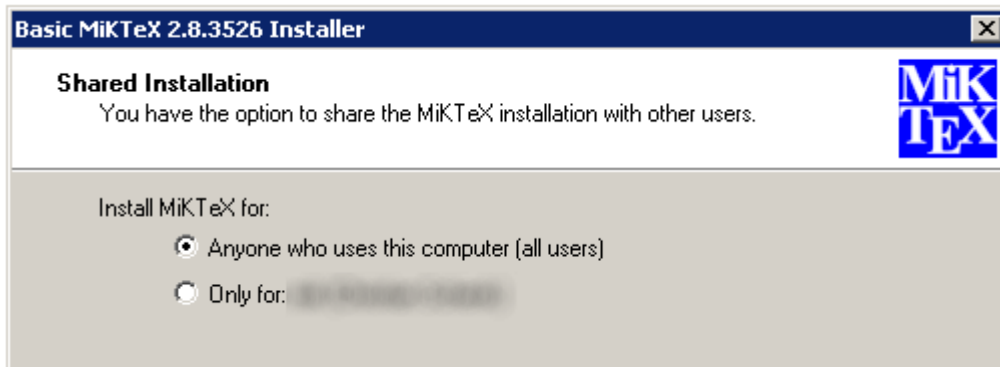 Basic MiKTeX 2.8.3526 Installer
Shared Installation
You have the option to share the MiKTeX installation with other users.
MiK
TEX
Install MiKTeX for:
Anyone who uses this computer (all users)
Only for: